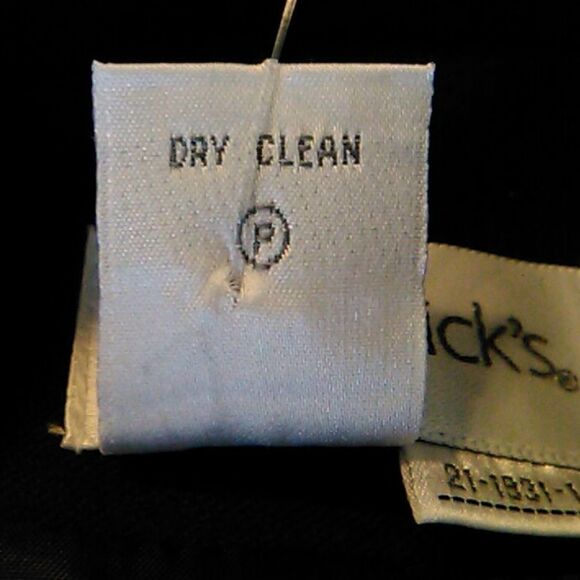 DRY CLEAN
P
ick's®
21-1931-1